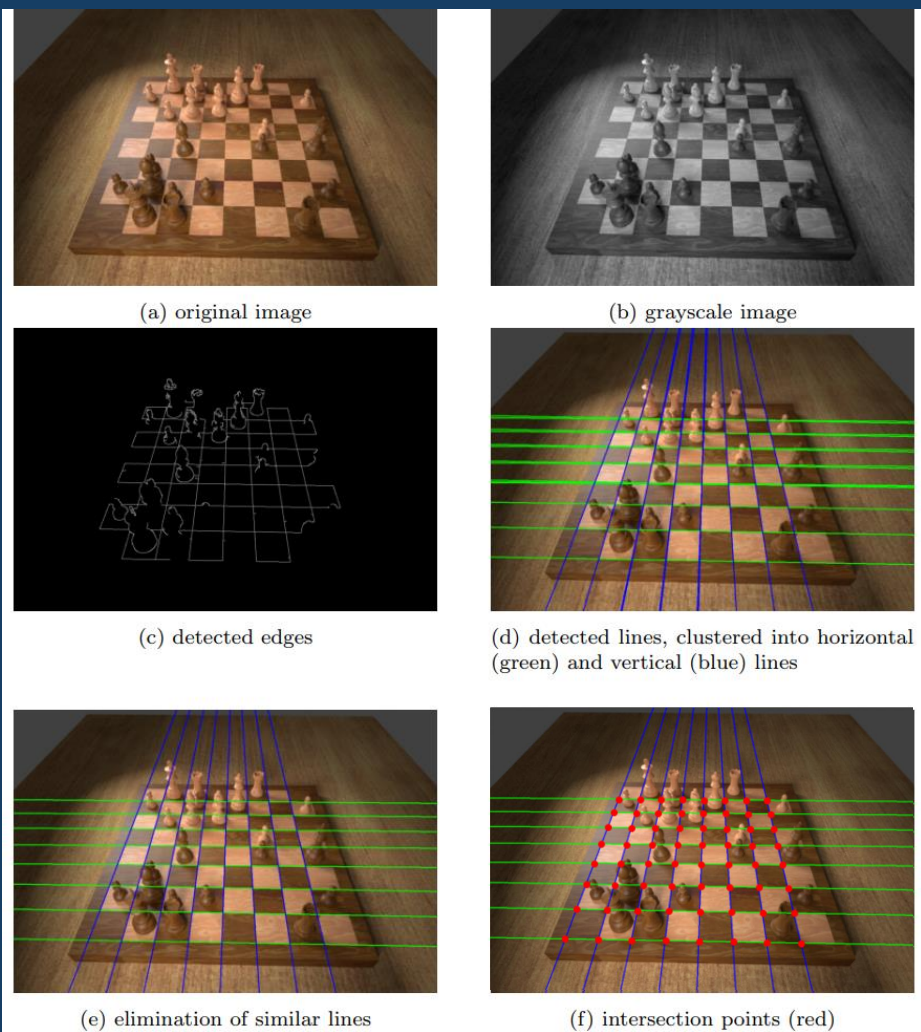 (a) original image
(b) grayscale image
(c) detected edges
(d) detected lines, clustered into horizontal
(green) and vertical (blue) lines
(e) elimination of similar lines
(f) intersection points (red)